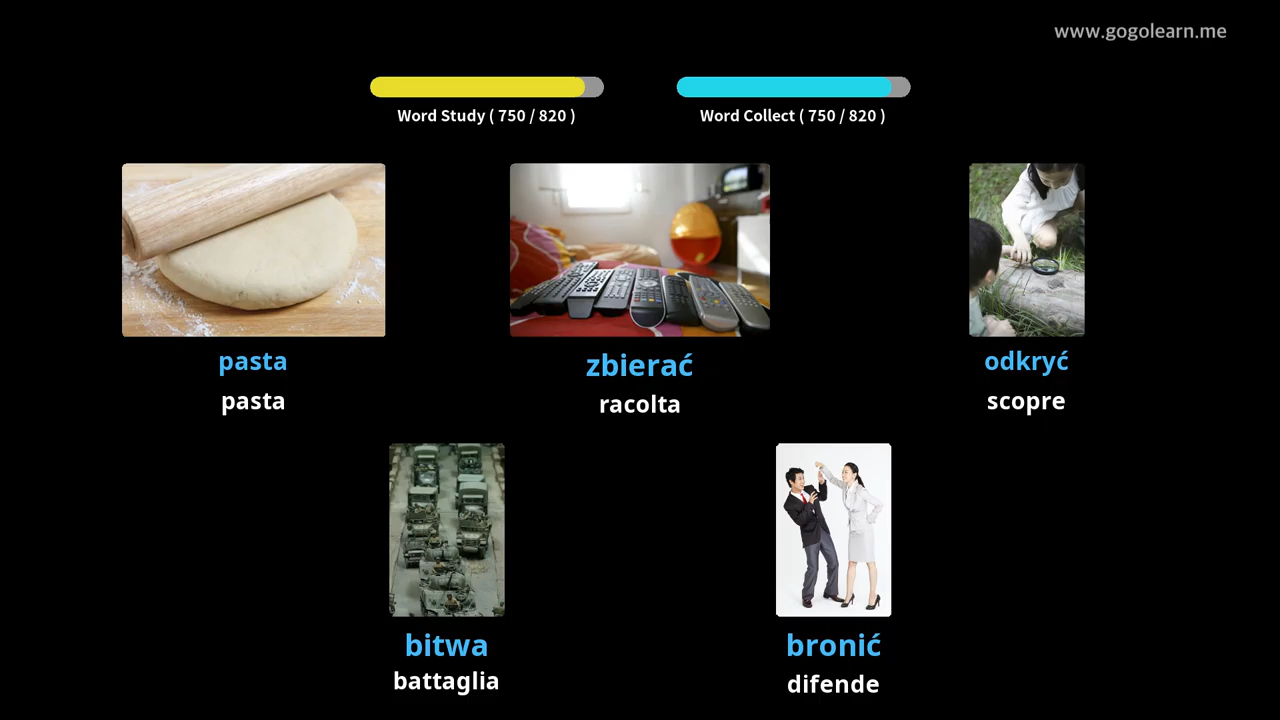 www.gogolearn.me
Word Study ( 750 / 820 )
Word Collect ( 750 / 820 )
pasta
pasta
zbierać
racolta
odkryć
scopre
bitwa
battaglia
bronić
difende